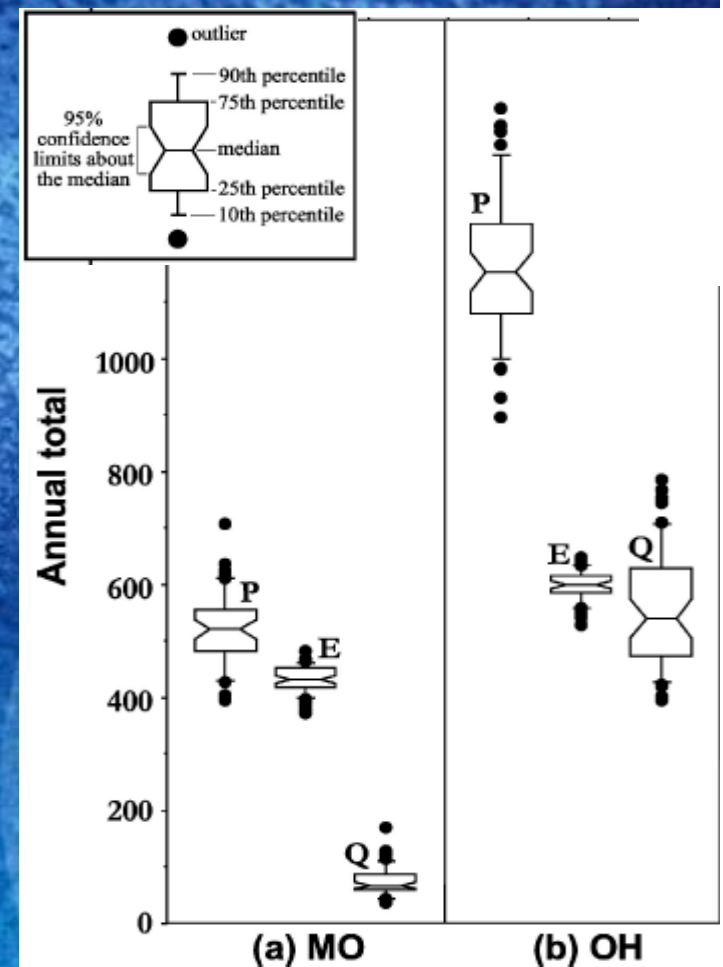 outlier
90th percentile
75th percentile
95%
confidence
limits about
the median
median
25th percentile
10th percentile
Annual total
1000
800
600
400
200
0
P
E
Q
P
E
Q
(a) MO
(b) OH